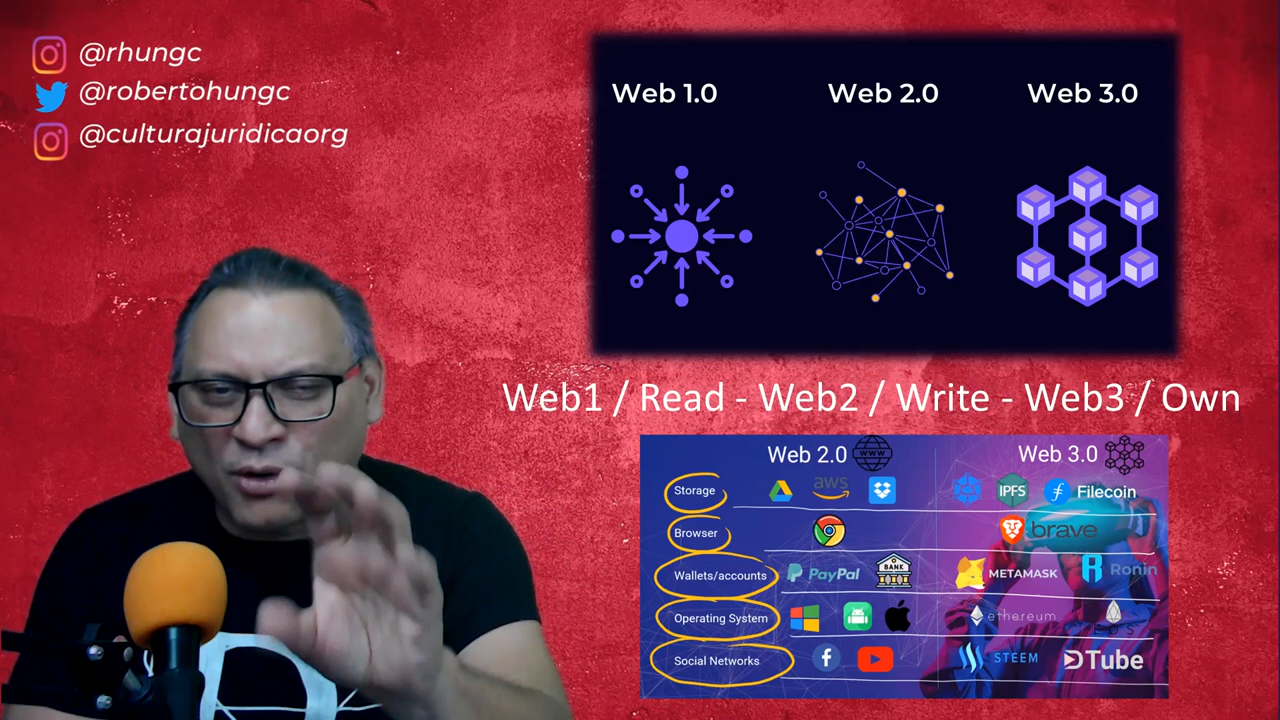 @rhungc
@robertohungc
@culturajuridicaorg
Web 1.0 Web 2.0 Web 3.0
Web1 / Read - Web2 / Write - Web3 / Own
Web 2.0 WWW Web 3.0
Storage aws IPFS Filecoin
Browser brave
Wallets/accounts PayPal BANK METAMASK Ronin
Operating System ethereum EOS
Social Networks f STEEM DTube